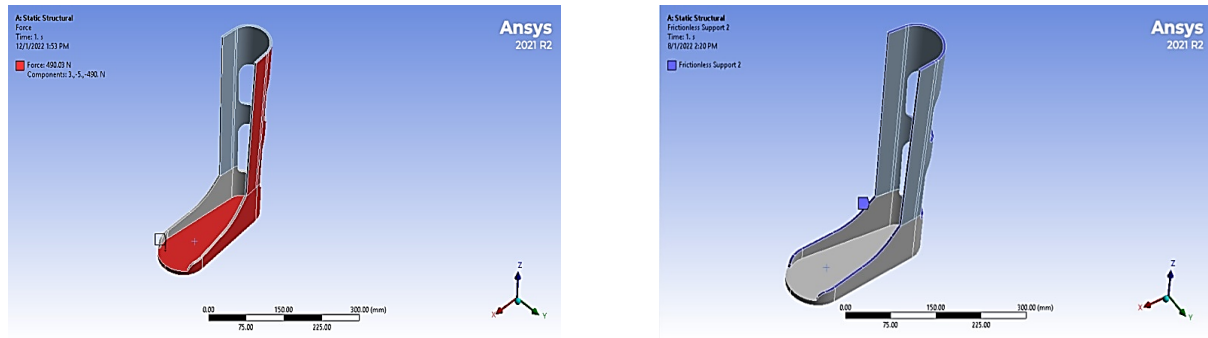 A: Static Structural
Force
Time: 1. s
12/1/2022 1:53 PM
Force: 490.03 N
Components: 3.,-5.,-490. N
Ansys
2021 R2
Z
X
Y
0.00
150.00
300.00 (mm)
75.00
225.00
A: Static Structural
Frictionless Support 2
Time: 1. s
8/1/2022 2:20 PM
Frictionless Support 2
Ansys
2021 R2
Z
X
Y
0.00
150.00
300.00 (mm)
75.00
225.00